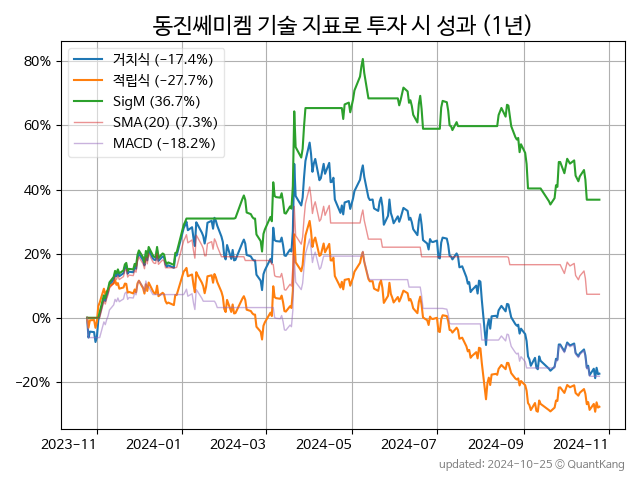 동진쎄미켐 기술 지표로 투자 시 성과 (1년)
거치식 (−17.4%)
적립식 (−27.7%)
SigM (36.7%)
SMA(20) (7.3%)
MACD (−18.2%)
80%
60%
40%
20%
0%
−20%
2023−11
2024−01
2024−03
2024−05
2024−07
2024−09
2024−11
updated: 2024-10-25 © QuantKang